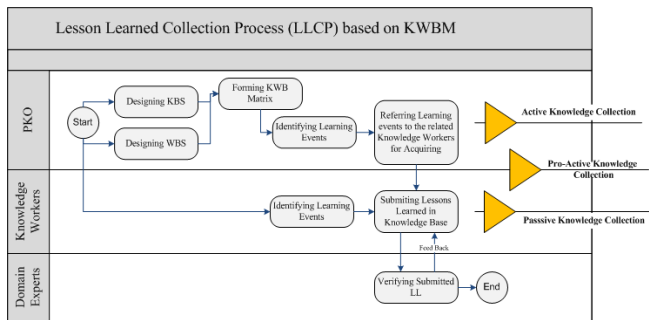 Lesson Learned Collection Process (LLCP) based on KWBM
PKO
Start
Designing KBS
Designing WBS
Forming KWB
Matrix
Identifying Learning
Events
Referring Learning
events to the related
Knowledge Workers
for Acquiring
Active Knowledge Collection
Pro-Active Knowledge
Collection
Knowledge
Workers
Identifying Learning
Events
Submiting Lessons
Learned in
Knowledge Base
Passsive Knowledge Collection
Feed Back
Domain
Experts
Verifying Submitted
LL
End